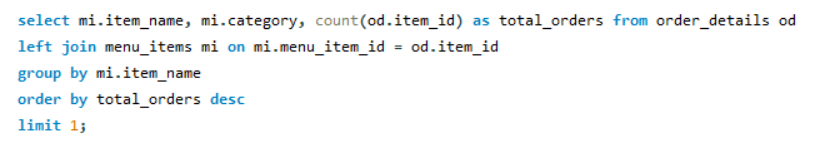 select mi.item_name, mi.category, count(od.item_id) as total_orders from order_details od
left join menu_items mi on mi.menu_item_id = od.item_id
group by mi.item_name
order by total_orders desc
limit 1;